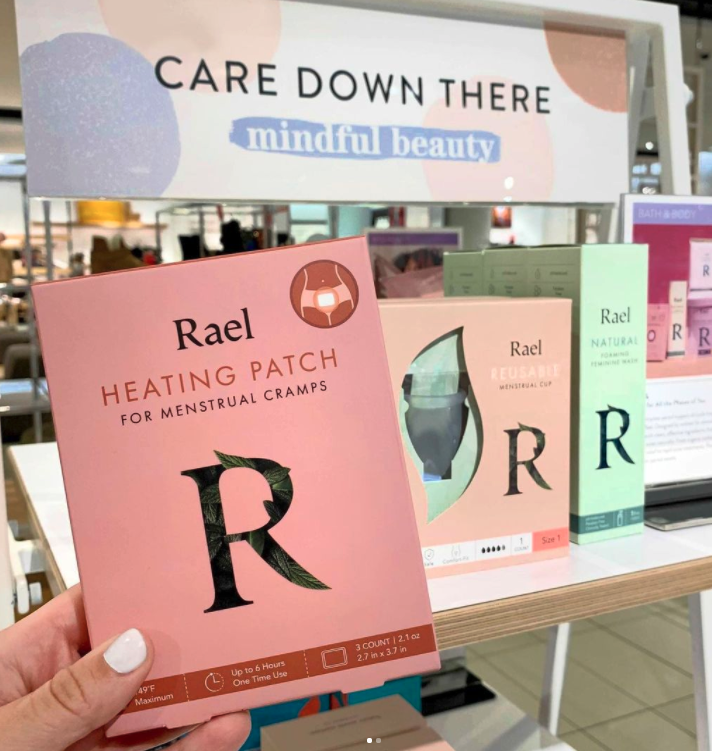 CARE DOWN THERE
mindful beauty
BATH & BODY
Rael
HEATING PATCH
FOR MENSTRUAL CRAMPS
R
49°F
Maximum
Up to 6 Hours
One Time Use
3 COUNT | 2.1 oz
2.7 in x 3.7 in
Rael
REUSABLE
MENSTRUAL CUP
R
1
Size 1
Rael
NATURAL
FOAMING
FEMININE WASH
R
R
R
R